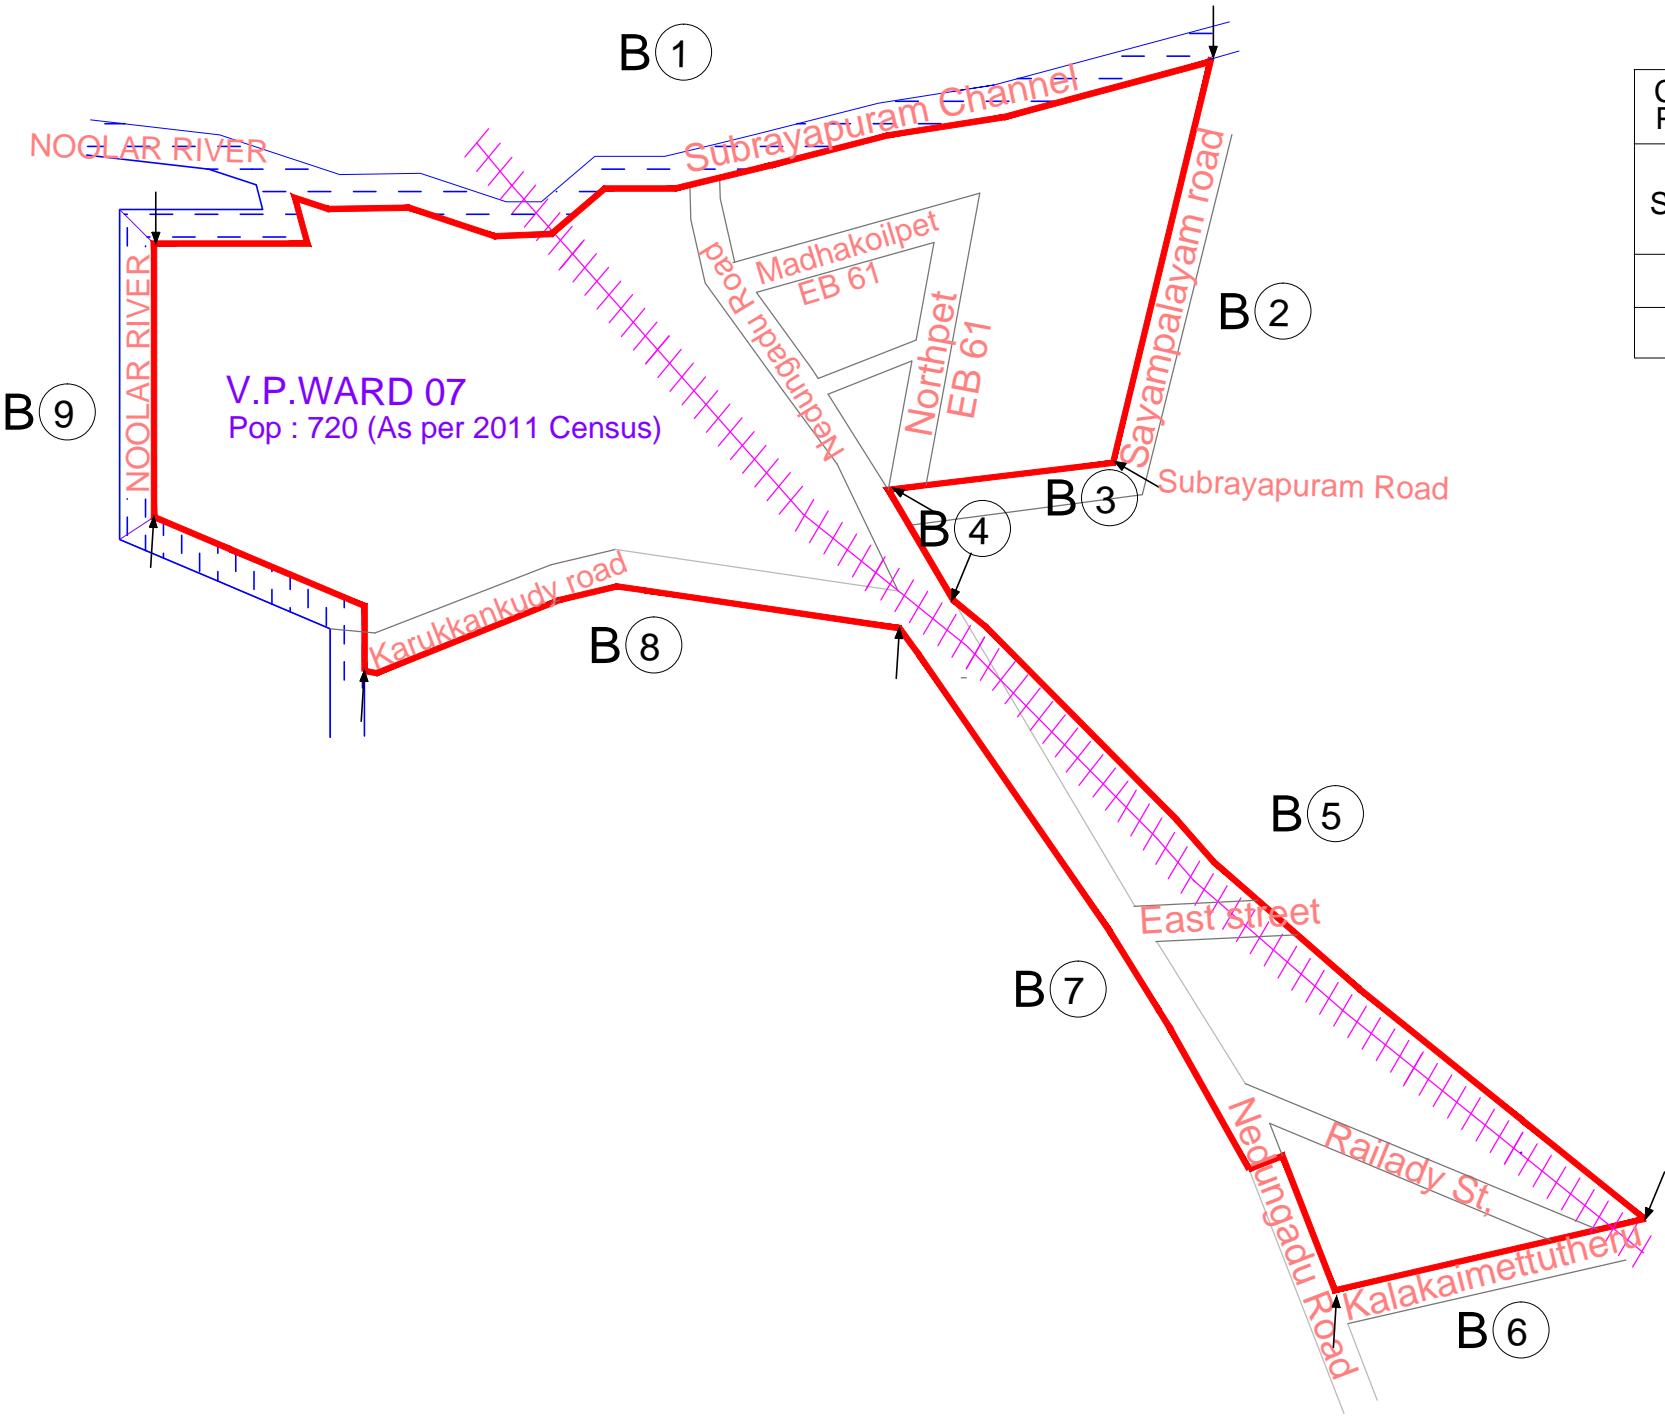 B 1
NOOLAR RIVER
Subrayapuram Channel
Sayampalayam road
Madhakoilpet
EB 61
Nedungadu Road
Northpet
EB 61
B 2
NOOLAR RIVER
V.P.WARD 07
Pop : 720 (As per 2011 Census)
B 9
B 3
Subrayapuram Road
B 4
Karukkankudy road
B 8
B 5
East street
B 7
Nedungadu Road
Railady St,
Kalakaimettutheru
B 6